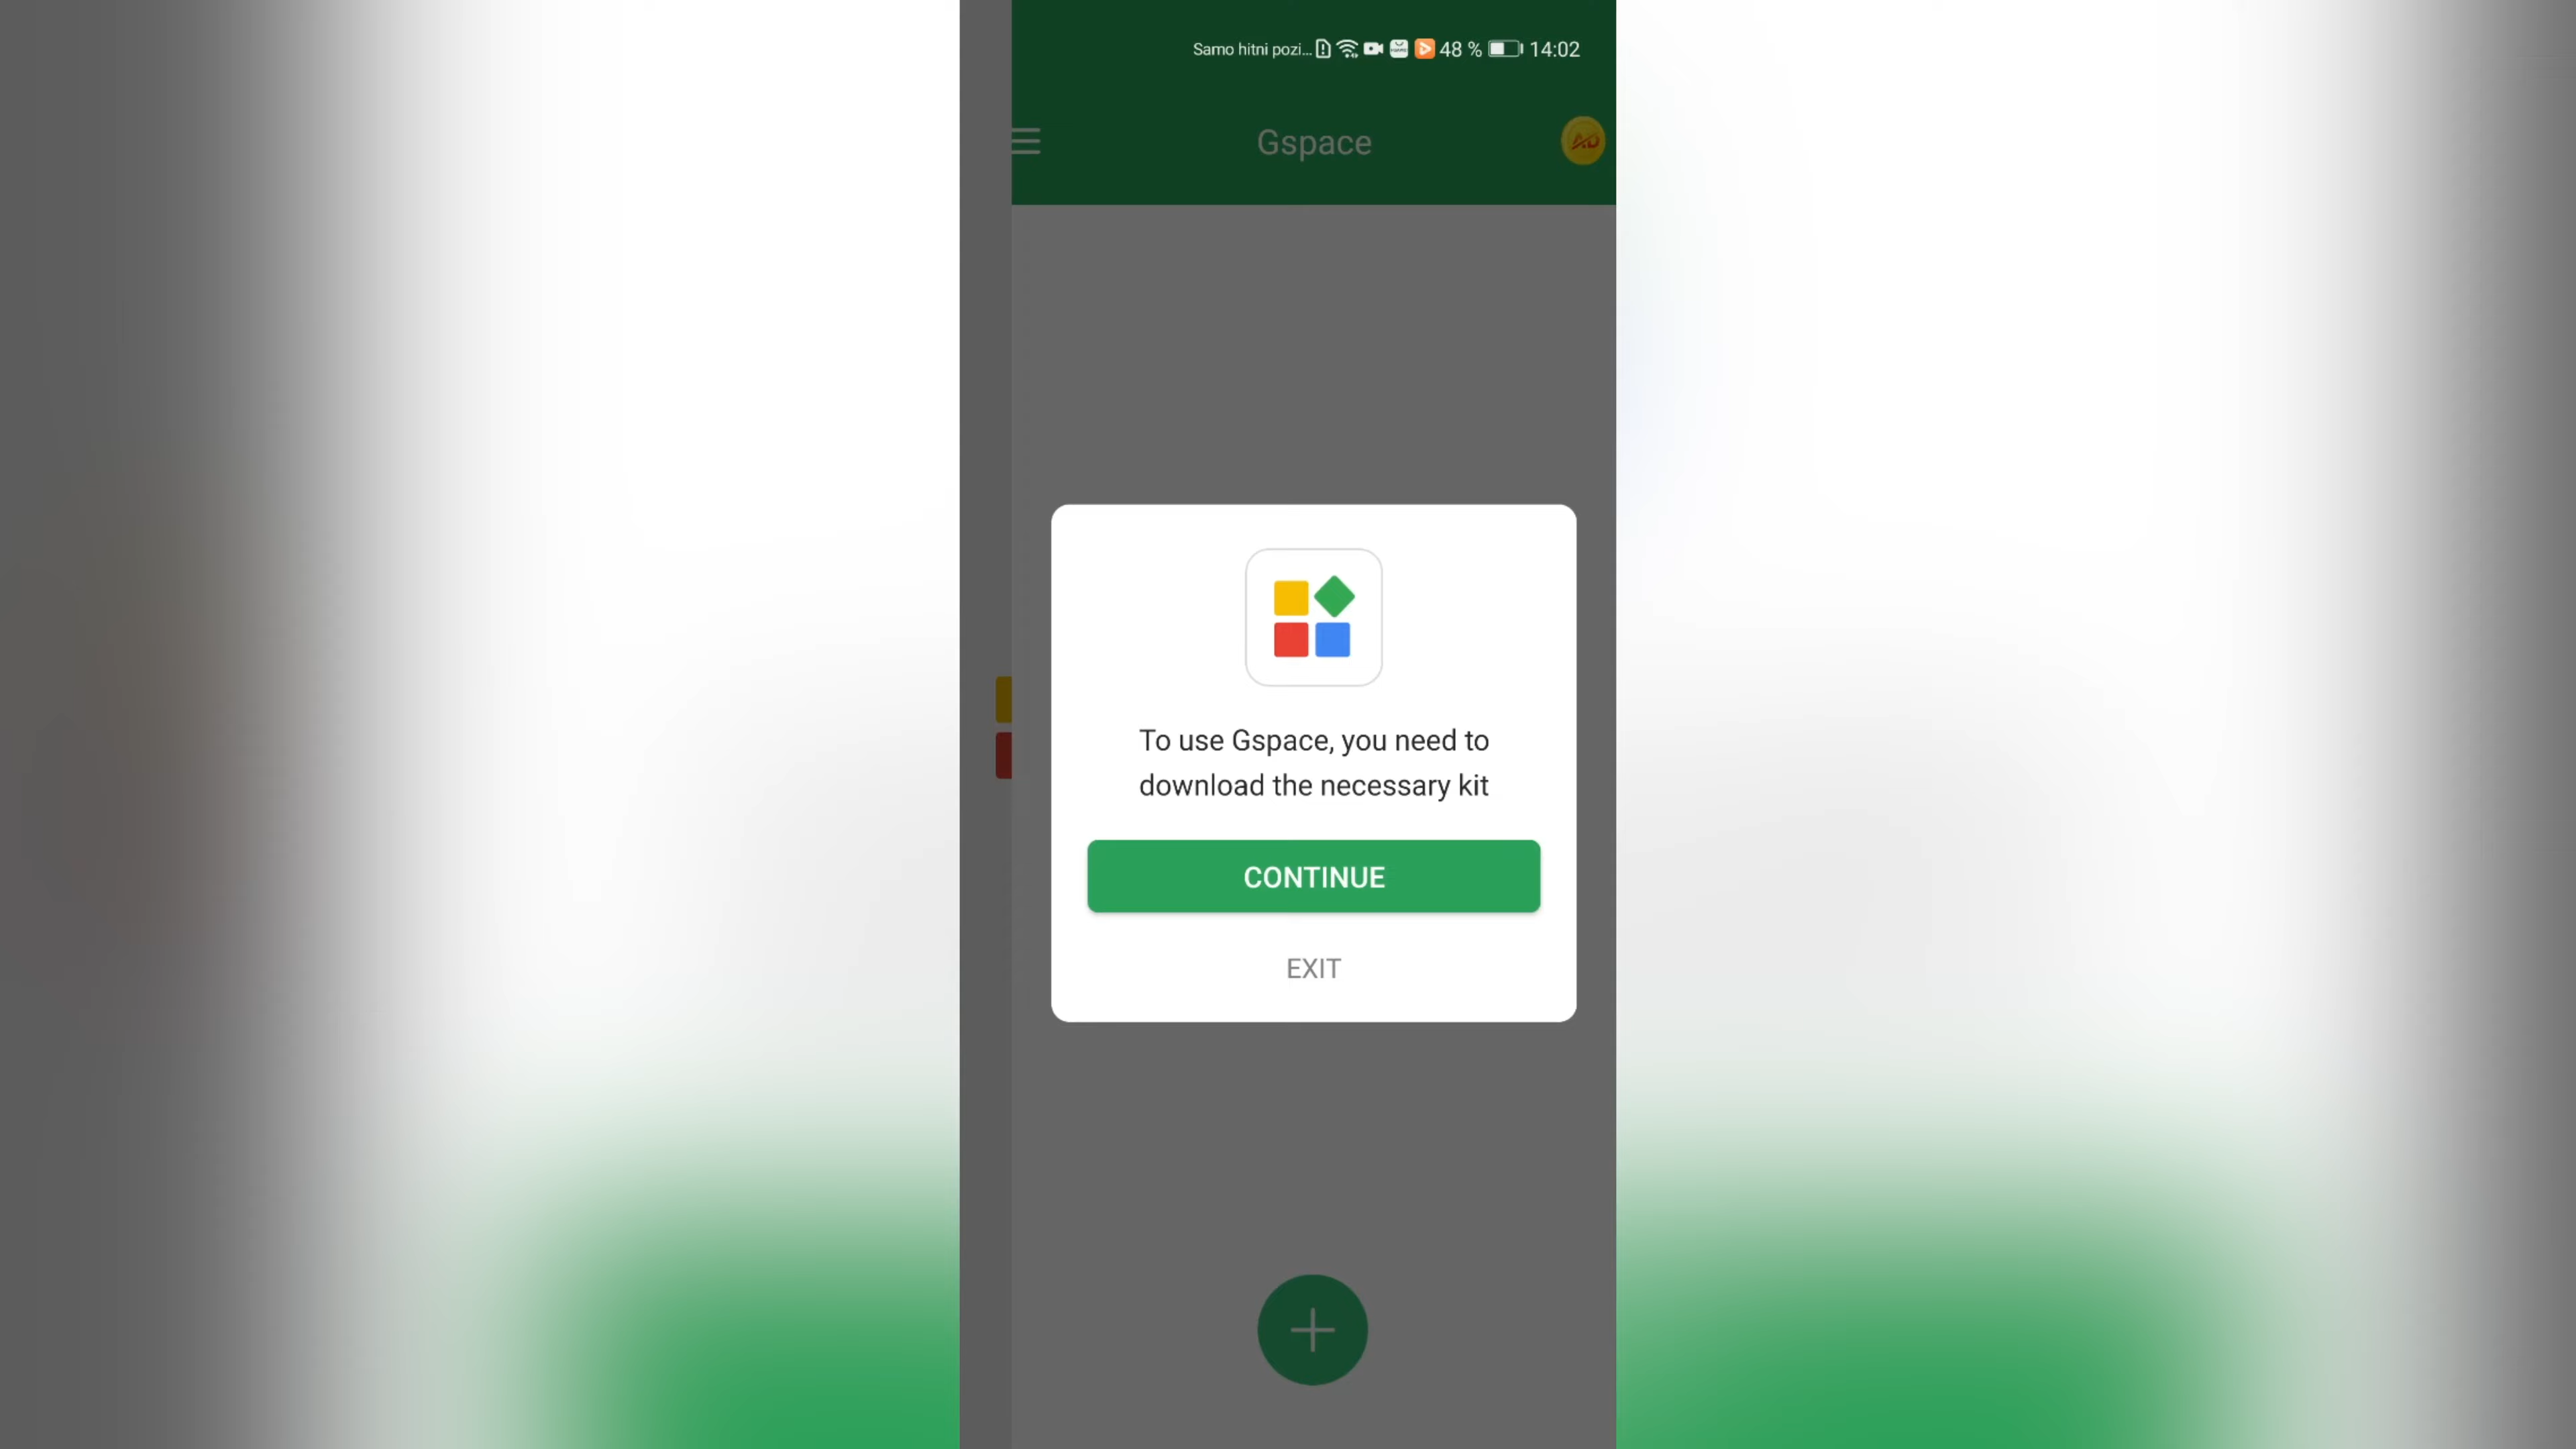 Samo hitni pozi... 48 % 14:02
Gspace
AD
To use Gspace, you need to
download the necessary kit
CONTINUE
EXIT